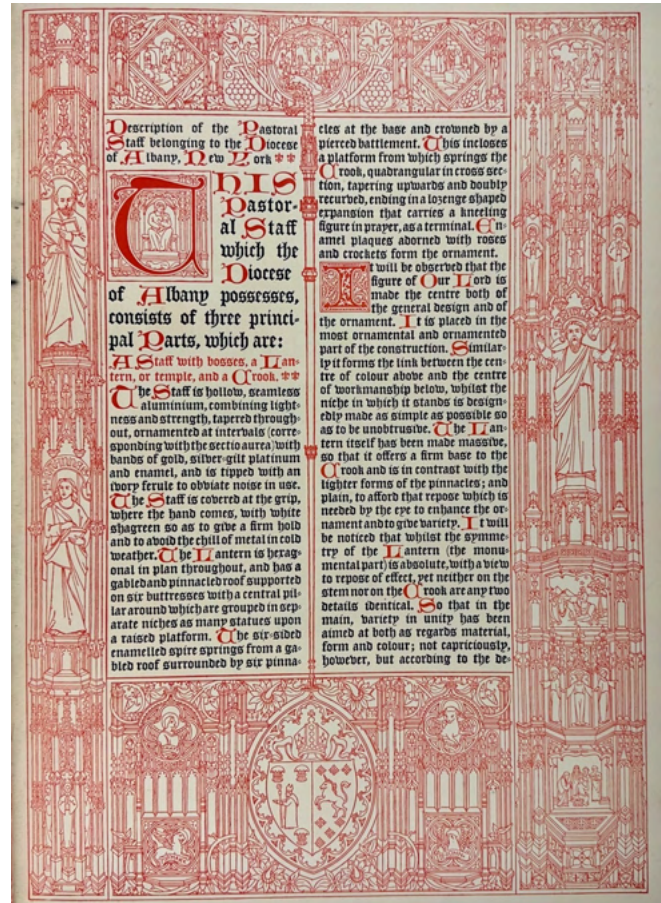 Description of the Pastoral
Staff belonging to the Diocese
of Albany, New York
THIS
Pastor-
al Staff
which the
Diocese
of Albany possesses,
consists of three princi-
pal Parts, which are:
A Staff with bosses, a Lan-
tern, or temple, and a Crook.
The Staff is hollow, seamless
aluminium, combining light-
ness and strength, tapered through-
out, ornamented at intervals (corre-
sponding with the sectio aurea) with
bands of gold, silver-gilt platinum
and enamel, and is tipped with an
ivory ferule to obviate noise in use.
The Staff is covered at the grip,
where the hand comes, with white
shagreen so as to give a firm hold
and to avoid the chill of metal in cold
weather. The Lantern is hexag-
onal in plan throughout, and has a
gabled and pinnacled roof supported
on six buttresses with a central pil-
lar around which are grouped in sep-
arate niches as many statues upon
a raised platform. The six-sided
enamelled spire springs from a ga-
bled roof surrounded by six pinna-
cles at the base and crowned by a
pierced battlement. This incloses
a platform from which springs the
Crook, quadrangular in cross sec-
tion, tapering upwards and doubly
recurved, ending in a lozenge shaped
expansion that carries a kneeling
figure in prayer, as a terminal. En-
amel plaques adorned with roses
and crockets form the ornament.
It will be observed that the
figure of Our Lord is
made the centre both of
the general design and of
the ornament. It is placed in the
most ornamental and ornamented
part of the construction. Similar-
ly it forms the link between the cen-
tre of colour above and the centre
of workmanship below, whilst the
niche in which it stands is design-
edly made as simple as possible so
as to be unobtrusive. The Lan-
tern itself has been made massive,
so that it offers a firm base to the
Crook and is in contrast with the
lighter forms of the pinnacles; and
plain, to afford that repose which is
needed by the eye to enhance the or-
nament and to give variety. It will
be noticed that whilst the symme-
try of the Lantern (the monu-
mental part) is absolute, with a view
to repose of effect, yet neither on the
stem nor on the Crook are any two
details identical. So that in the
main, variety in unity has been
aimed at both as regards material,
form and colour; not capriciously,
however, but according to the de-